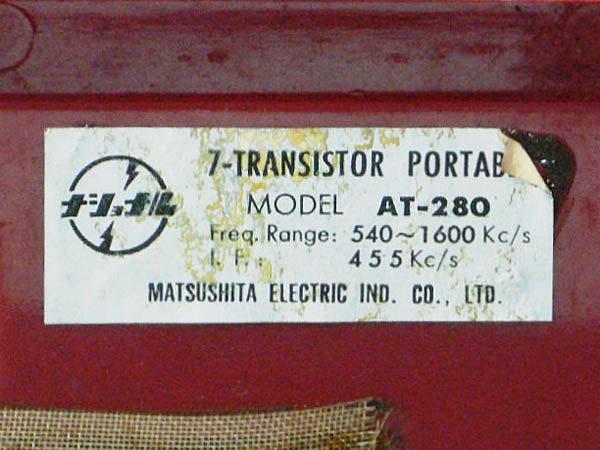 ナショナル
7-TRANSISTOR PORTAB
MODEL AT-280
Freq. Range: 540~1600 Kc/s
I. F.: 455Kc/s
MATSUSHITA ELECTRIC IND. CO., LTD.